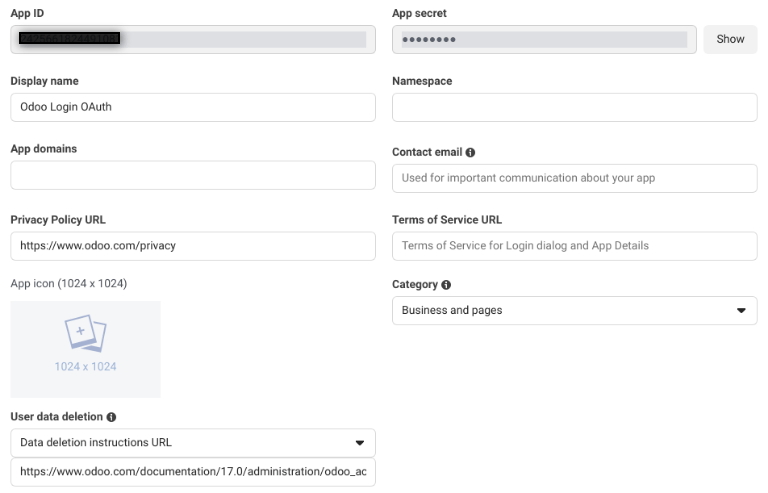 App ID
App secret
●●●●●●●●
Show
Display name
Namespace
Odoo Login OAuth
App domains
Contact email
Used for important communication about your app
Privacy Policy URL
Terms of Service URL
https://www.odoo.com/privacy
Terms of Service for Login dialog and App Details
App icon (1024 x 1024)
Category
Business and pages
1024 x 1024
User data deletion
Data deletion instructions URL
https://www.odoo.com/documentation/17.0/administration/odoo_ac